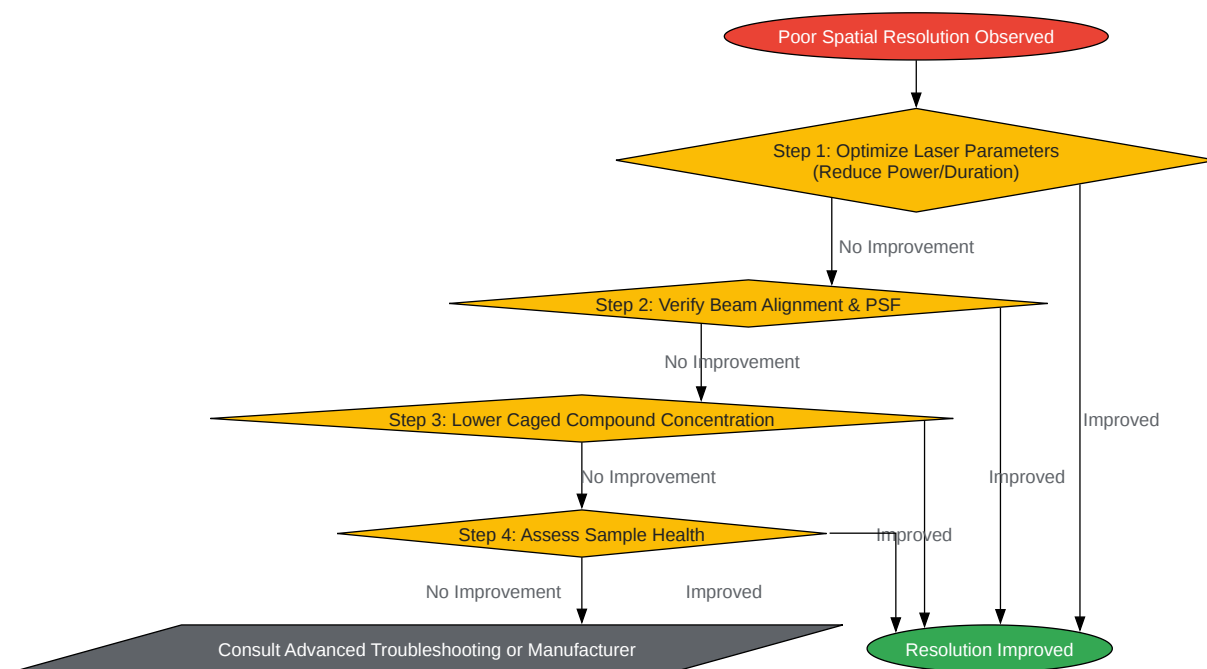 Poor Spatial Resolution Observed
Step 1: Optimize Laser Parameters
(Reduce Power/Duration)
No Improvement
Step 2: Verify Beam Alignment & PSF
No Improvement
Improved
Step 3: Lower Caged Compound Concentration
No Improvement
Improved
Step 4: Assess Sample Health
Improved
No Improvement
Improved
Consult Advanced Troubleshooting or Manufacturer
Resolution Improved